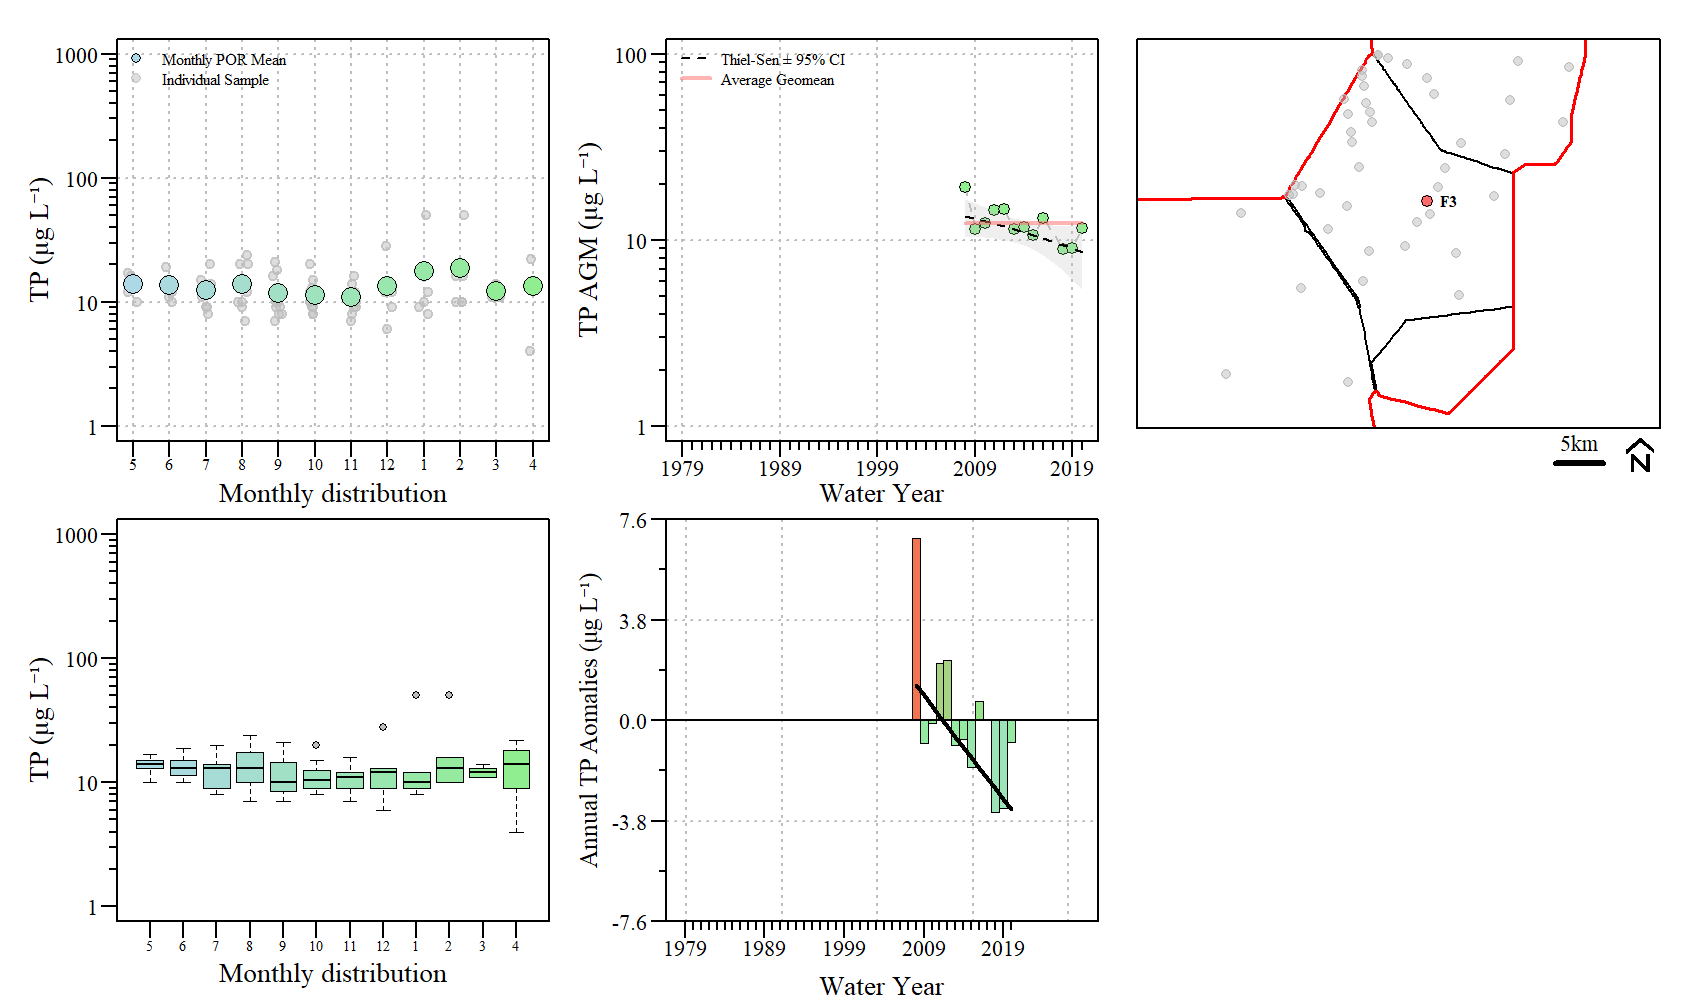 1000
100
10
1
TP (µg L⁻¹)
Monthly POR Mean
Individual Sample
5 6 7 8 9 10 11 12 1 2 3 4
Monthly distribution
100
10
1
TP AGM (µg L⁻¹)
Thiel-Sen ± 95% CI
Average Geomean
1979 1989 1999 2009 2019
Water Year
F3
5km
N
1000
100
10
1
TP (µg L⁻¹)
5 6 7 8 9 10 11 12 1 2 3 4
Monthly distribution
7.6
3.8
0.0
-3.8
-7.6
Annual TP Aomalies (µg L⁻¹)
1979 1989 1999 2009 2019
Water Year